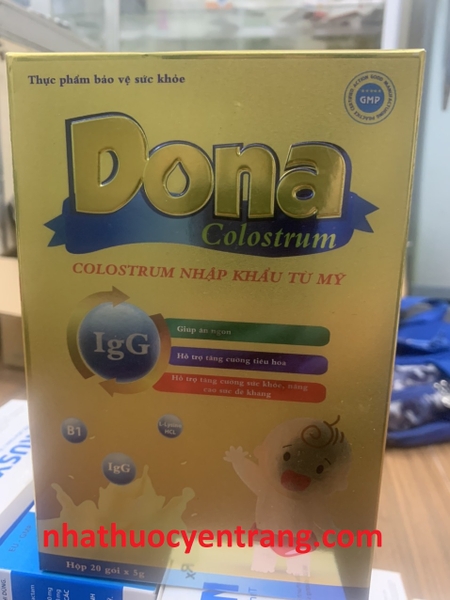 Thực phẩm bảo vệ sức khỏe
GMP
Dona
Colostrum
COLOSTRUM NHẬP KHẨU TỪ MỸ
IgG
Giúp ăn ngon
Hỗ trợ tăng cường tiêu hóa
Hỗ trợ tăng cường sức khỏe, nâng
cao sức đề kháng
B1
L-Lysine
HCL
IgG
nhathuocyentrang.com
Hộp 20 gói x 5g